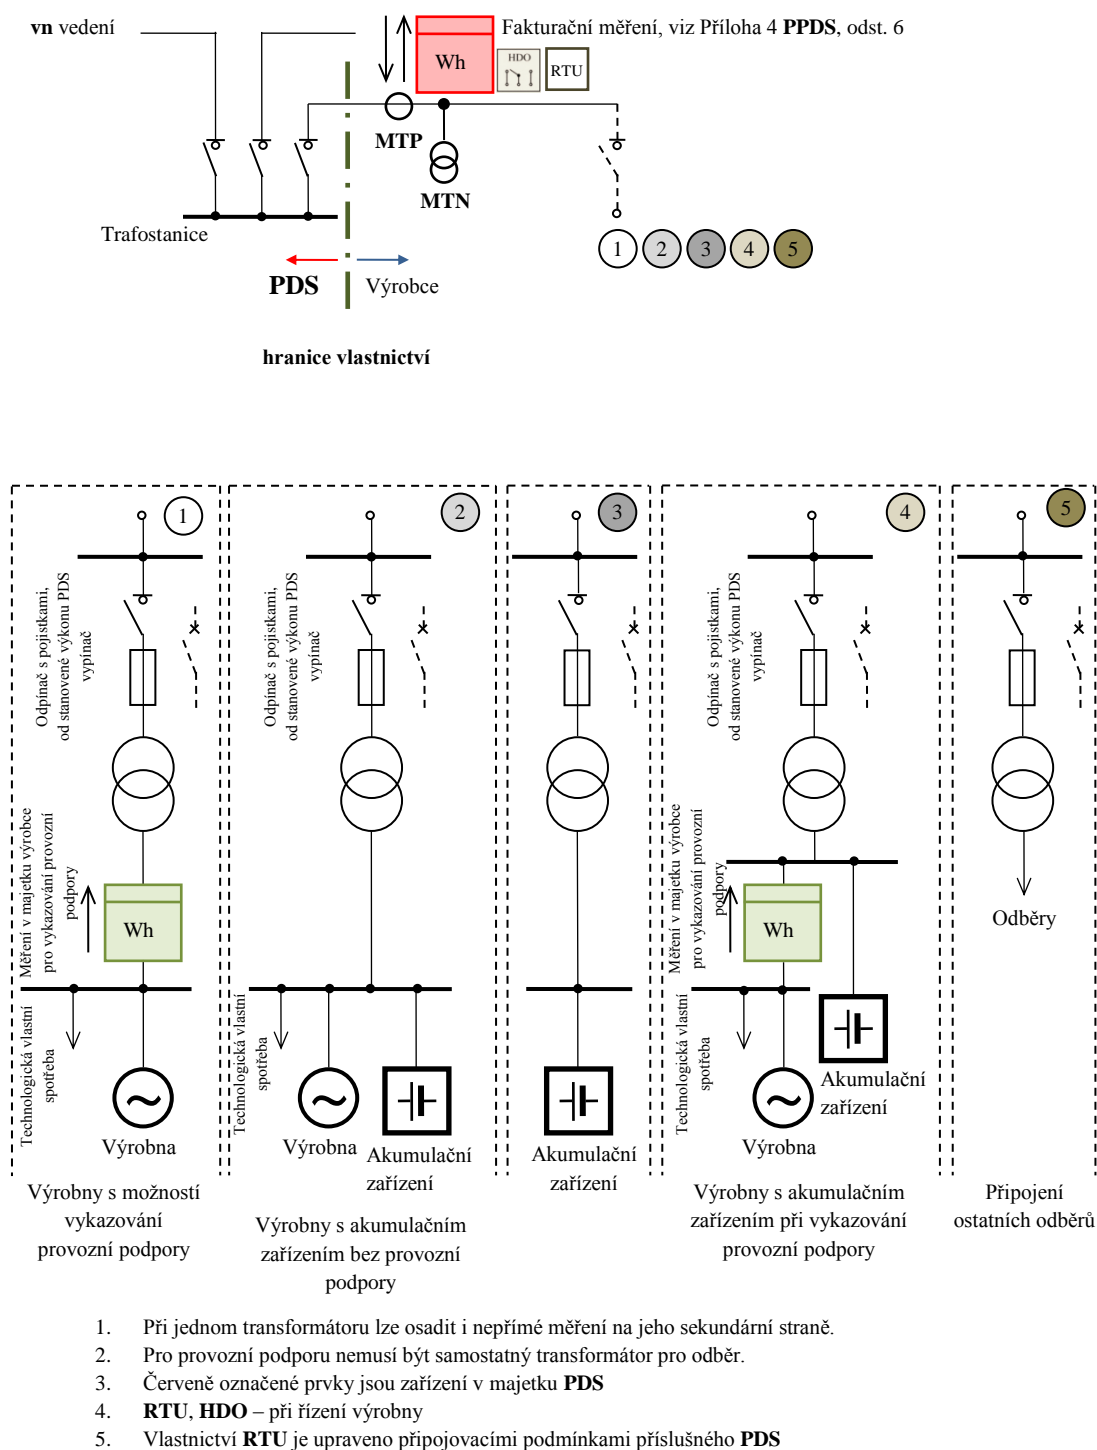 vn vedení
Fakturační měření, viz Příloha 4 PPDS, odst. 6
Wh
HDO
RTU
MTP
MTN
Trafostanice
1 2 3 4 5
PDS
Výrobce
hranice vlastnictví
1
Odpínač s pojistkami,
od stanovené výkonu PDS
vypínač
Měření v majetku výrobce
pro vykazování provozní
podpory
Wh
Technologická vlastní
spotřeba
Výrobna
Výrobny s možností
vykazování
provozní podpory
2
Odpínač s pojistkami,
od stanovené výkonu PDS
vypínač
Technologická vlastní
spotřeba
Výrobna
Akumulační
zařízení
Výrobny s akumulačním
zařízením bez provozní
podpory
3
Akumulační
zařízení
4
Odpínač s pojistkami,
od stanovené výkonu PDS
vypínač
Měření v majetku výrobce
pro vykazování provozní
podpory
Wh
Technologická vlastní
spotřeba
Výrobna
Akumulační
zařízení
Výrobny s akumulačním
zařízením při vykazování
provozní podpory
5
Odběry
Připojení
ostatních odběrů
1. Při jednom transformátoru lze osadit i nepřímé měření na jeho sekundární straně.
2. Pro provozní podporu nemusí být samostatný transformátor pro odběr.
3. Červeně označené prvky jsou zařízení v majetku PDS
4. RTU, HDO – při řízení výrobny
5. Vlastnictví RTU je upraveno připojovacími podmínkami příslušného PDS